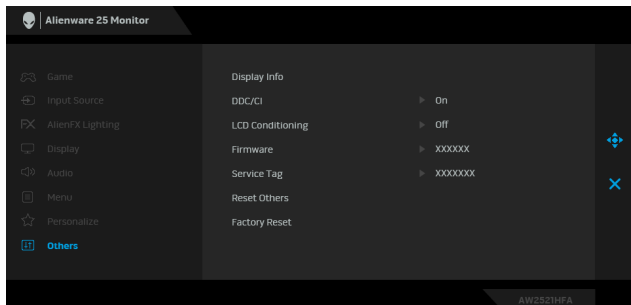 Alienware 25 Monitor
Game
Input Source
AlienFX Lighting
Display
Audio
Menu
Personalize
Others
Display Info
DDC/CI On
LCD Conditioning Off
Firmware XXXXXX
Service Tag XXXXXXX
Reset Others
Factory Reset
AW2521HFA